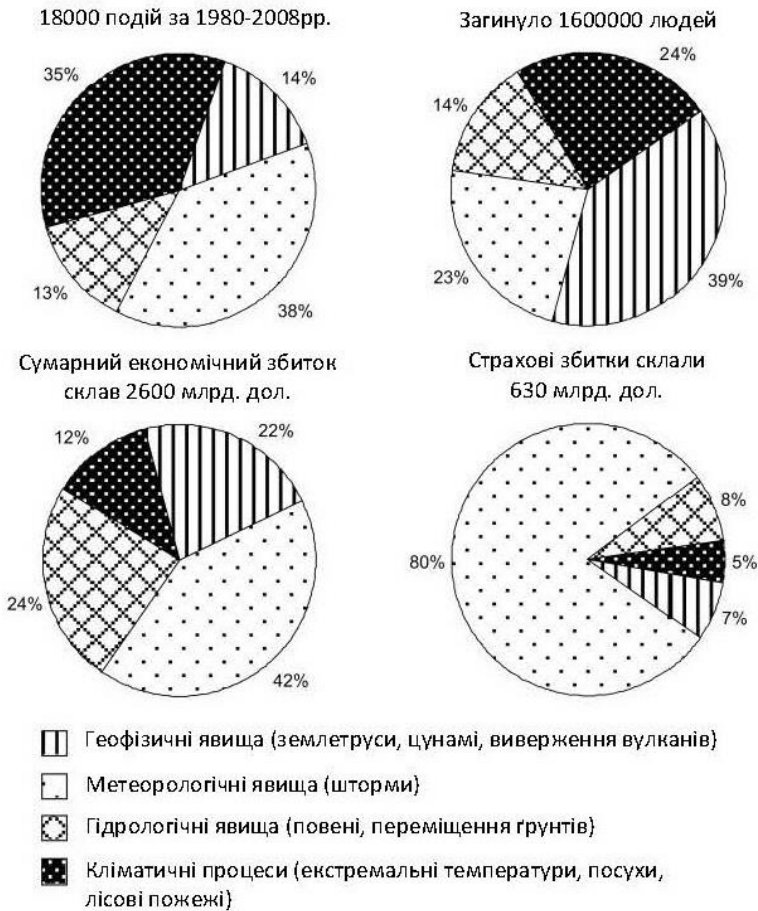 18000 подій за 1980-2008рр.
35%
14%
13%
38%
Загинуло 1600000 людей
24%
14%
23%
39%
Сумарний економічний збиток
склав 2600 млрд. дол.
12%
22%
24%
42%
Страхові збитки склали
630 млрд. дол.
8%
80%
5%
7%
Геофізичні явища (землетруси, цунамі, виверження вулканів)
Метеорологічні явища (шторми)
Гідрологічні явища (повені, переміщення ґрунтів)
Кліматичні процеси (екстремальні температури, посухи,
лісові пожежі)